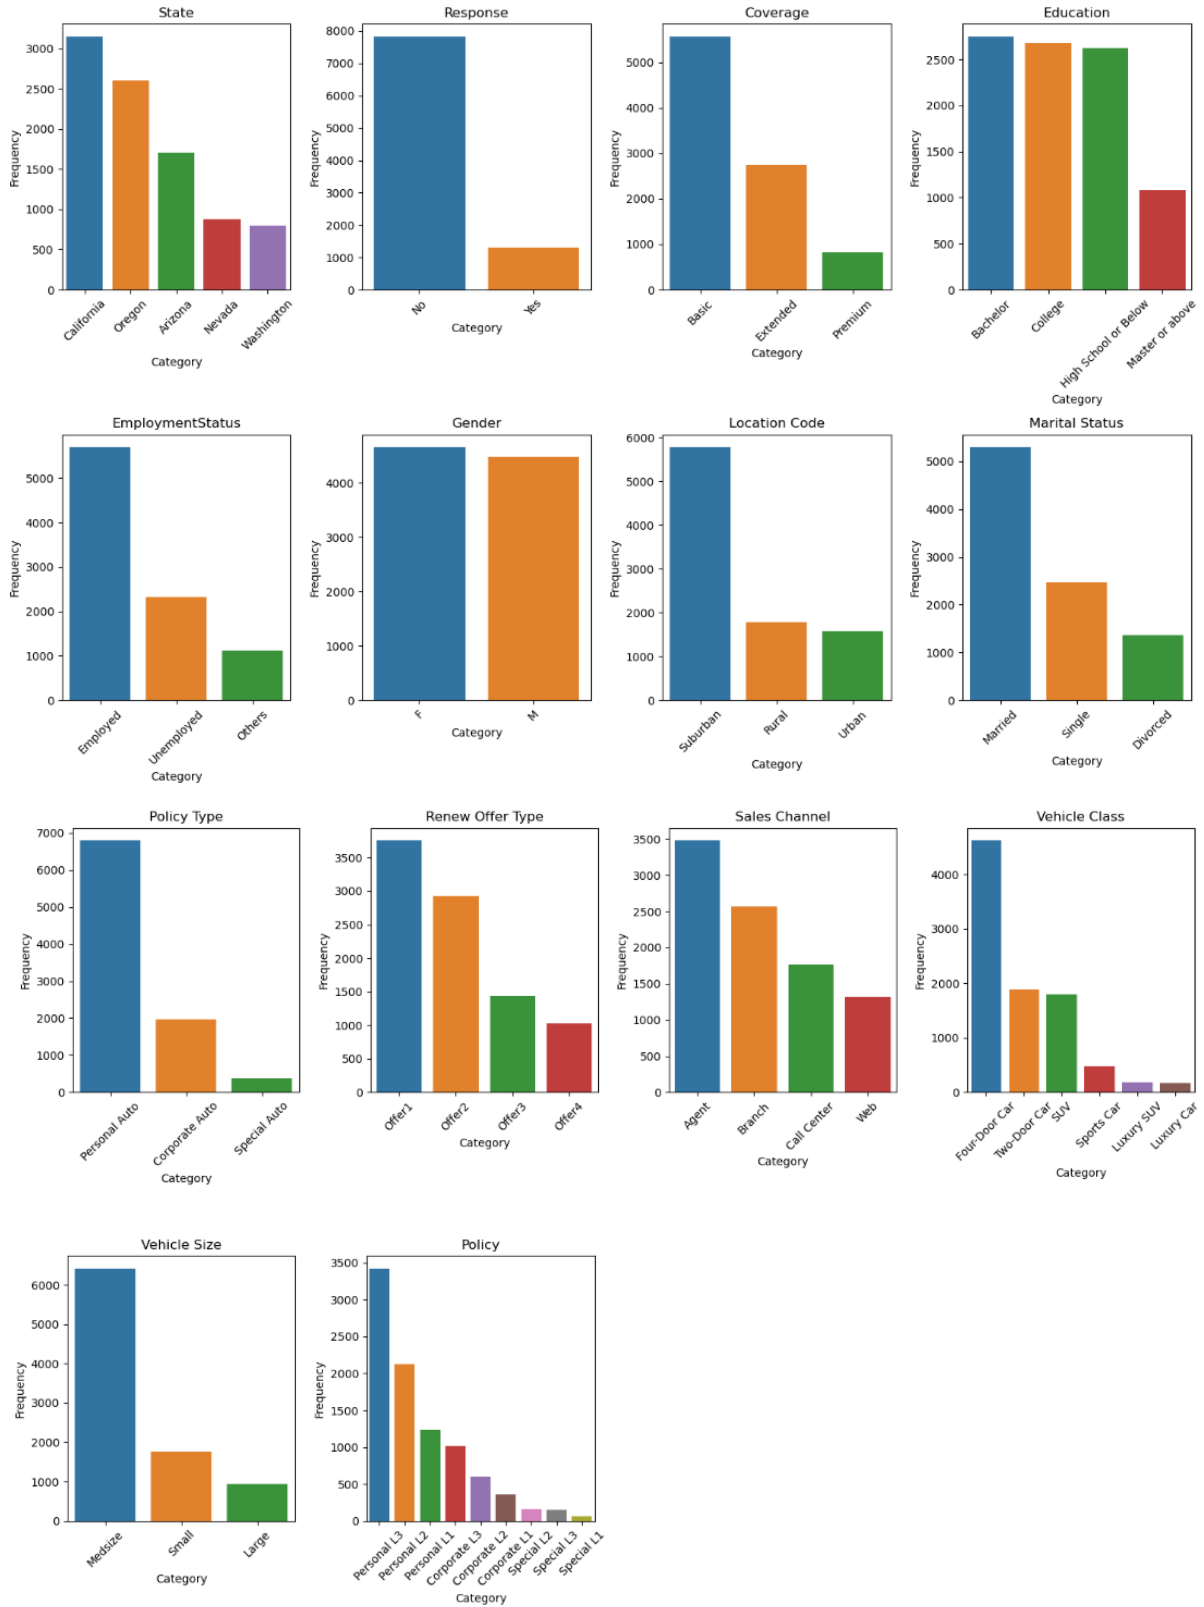 State
Frequency
3000
2500
2000
1500
1000
500
0
California
Oregon
Arizona
Nevada
Washington
Category
Response
Frequency
8000
7000
6000
5000
4000
3000
2000
1000
0
No
Yes
Category
Coverage
Frequency
5000
4000
3000
2000
1000
0
Basic
Extended
Premium
Category
Education
Frequency
2500
2000
1500
1000
500
0
Bachelor
College
High School or Below
Master or above
Category
EmploymentStatus
Frequency
5000
4000
3000
2000
1000
0
Employed
Unemployed
Others
Category
Gender
Frequency
4000
3000
2000
1000
0
F
M
Category
Location Code
Frequency
6000
5000
4000
3000
2000
1000
0
Suburban
Rural
Urban
Category
Marital Status
Frequency
5000
4000
3000
2000
1000
0
Married
Single
Divorced
Category
Policy Type
Frequency
7000
6000
5000
4000
3000
2000
1000
0
Personal Auto
Corporate Auto
Special Auto
Category
Renew Offer Type
Frequency
3500
3000
2500
2000
1500
1000
500
0
Offer1
Offer2
Offer3
Offer4
Category
Sales Channel
Frequency
3500
3000
2500
2000
1500
1000
500
0
Agent
Branch
Call Center
Web
Category
Vehicle Class
Frequency
4000
3000
2000
1000
0
Four-Door Car
Two-Door Car
SUV
Sports Car
Luxury SUV
Luxury Car
Category
Vehicle Size
Frequency
6000
5000
4000
3000
2000
1000
0
Medsize
Small
Large
Category
Policy
Frequency
3500
3000
2500
2000
1500
1000
500
0
Personal L3
Personal L2
Personal L1
Corporate L3
Corporate L2
Corporate L1
Special L2
Special L3
Special L1
Category